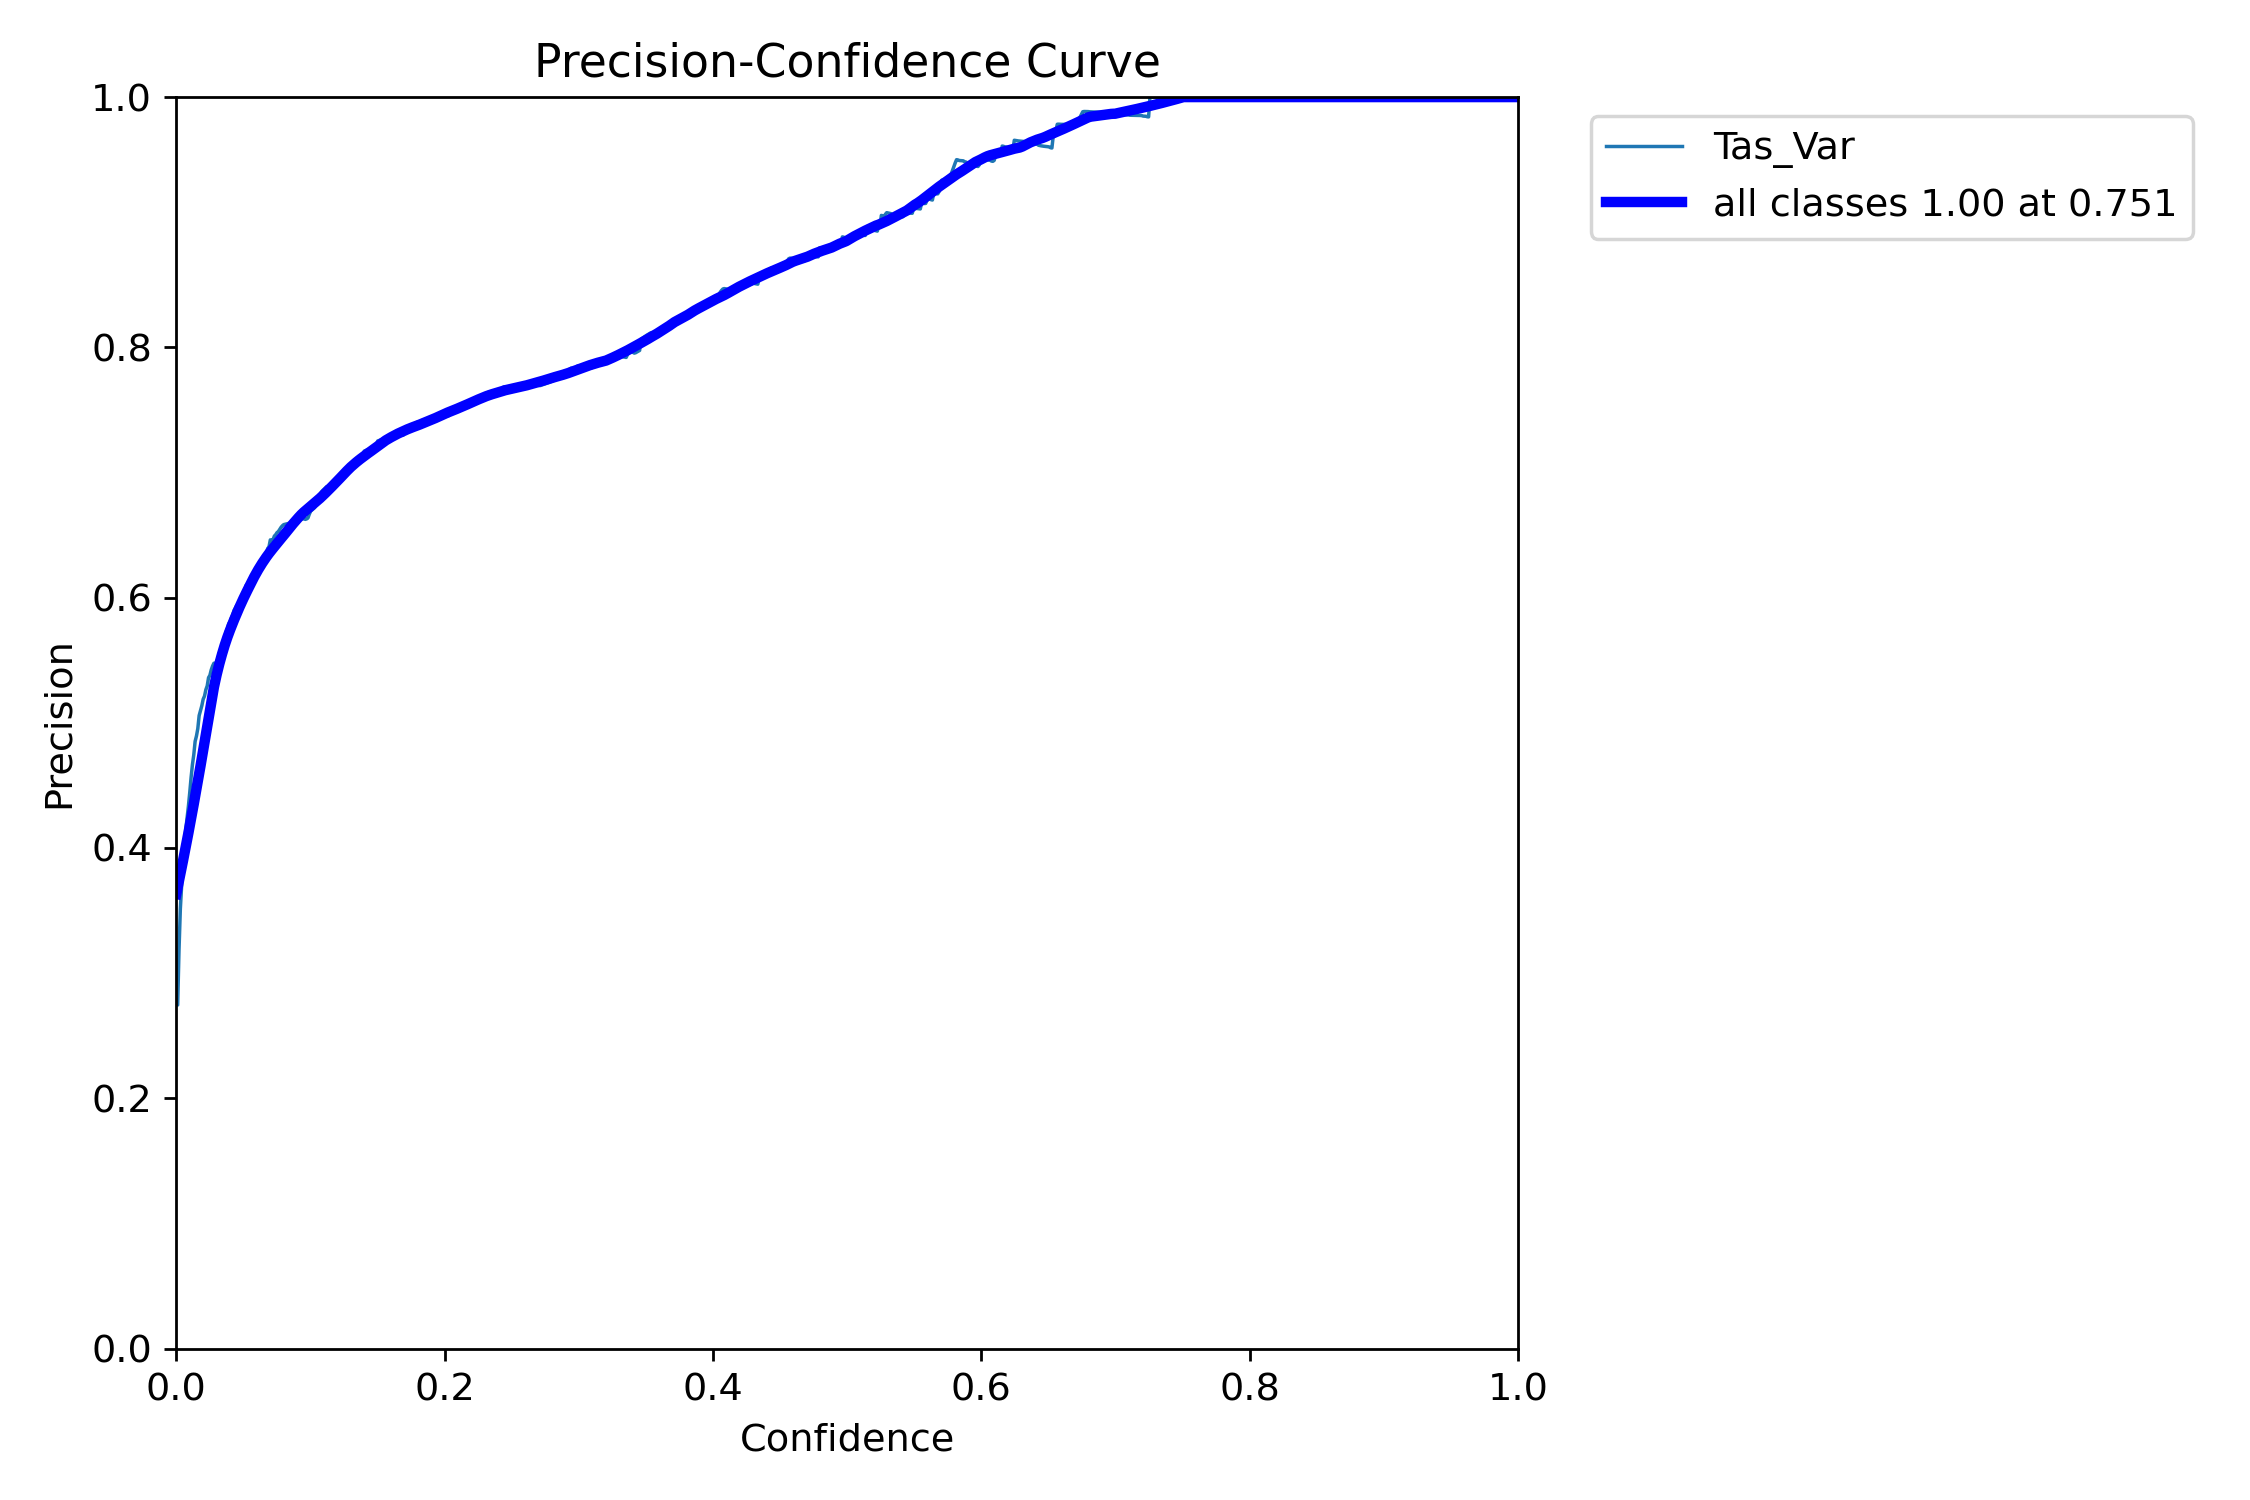 Precision-Confidence Curve
1.0
0.8
0.6
0.4
0.2
0.0
Precision
0.0 0.2 0.4 0.6 0.8 1.0
Confidence
Tas_Var
all classes 1.00 at 0.751